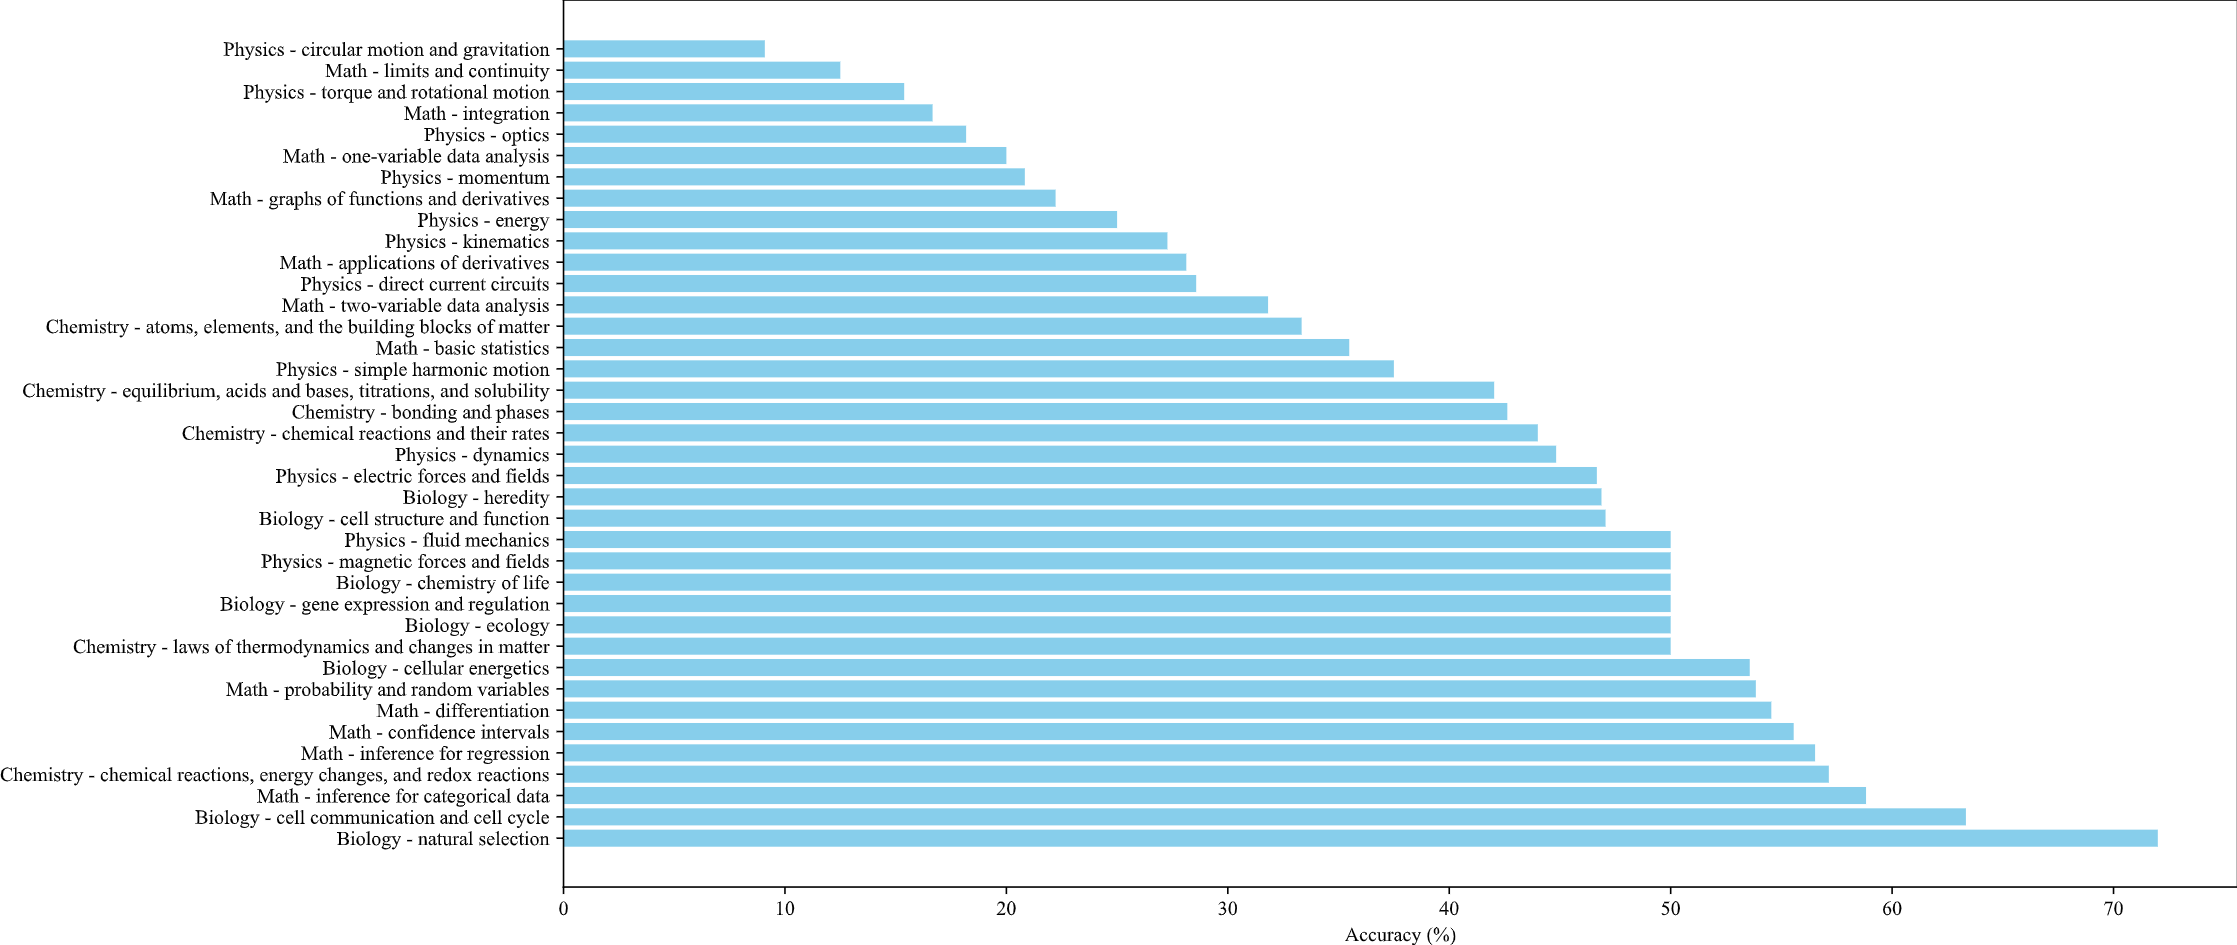 Physics - circular motion and gravitation
Math - limits and continuity
Physics - torque and rotational motion
Math - integration
Physics - optics
Math - one-variable data analysis
Physics - momentum
Math - graphs of functions and derivatives
Physics - energy
Physics - kinematics
Math - applications of derivatives
Physics - direct current circuits
Math - two-variable data analysis
Chemistry - atoms, elements, and the building blocks of matter
Math - basic statistics
Physics - simple harmonic motion
Chemistry - equilibrium, acids and bases, titrations, and solubility
Chemistry - bonding and phases
Chemistry - chemical reactions and their rates
Physics - dynamics
Physics - electric forces and fields
Biology - heredity
Biology - cell structure and function
Physics - fluid mechanics
Physics - magnetic forces and fields
Biology - chemistry of life
Biology - gene expression and regulation
Biology - ecology
Chemistry - laws of thermodynamics and changes in matter
Biology - cellular energetics
Math - probability and random variables
Math - differentiation
Math - confidence intervals
Math - inference for regression
Chemistry - chemical reactions, energy changes, and redox reactions
Math - inference for categorical data
Biology - cell communication and cell cycle
Biology - natural selection
0 10 20 30 40 50 60 70
Accuracy (%)